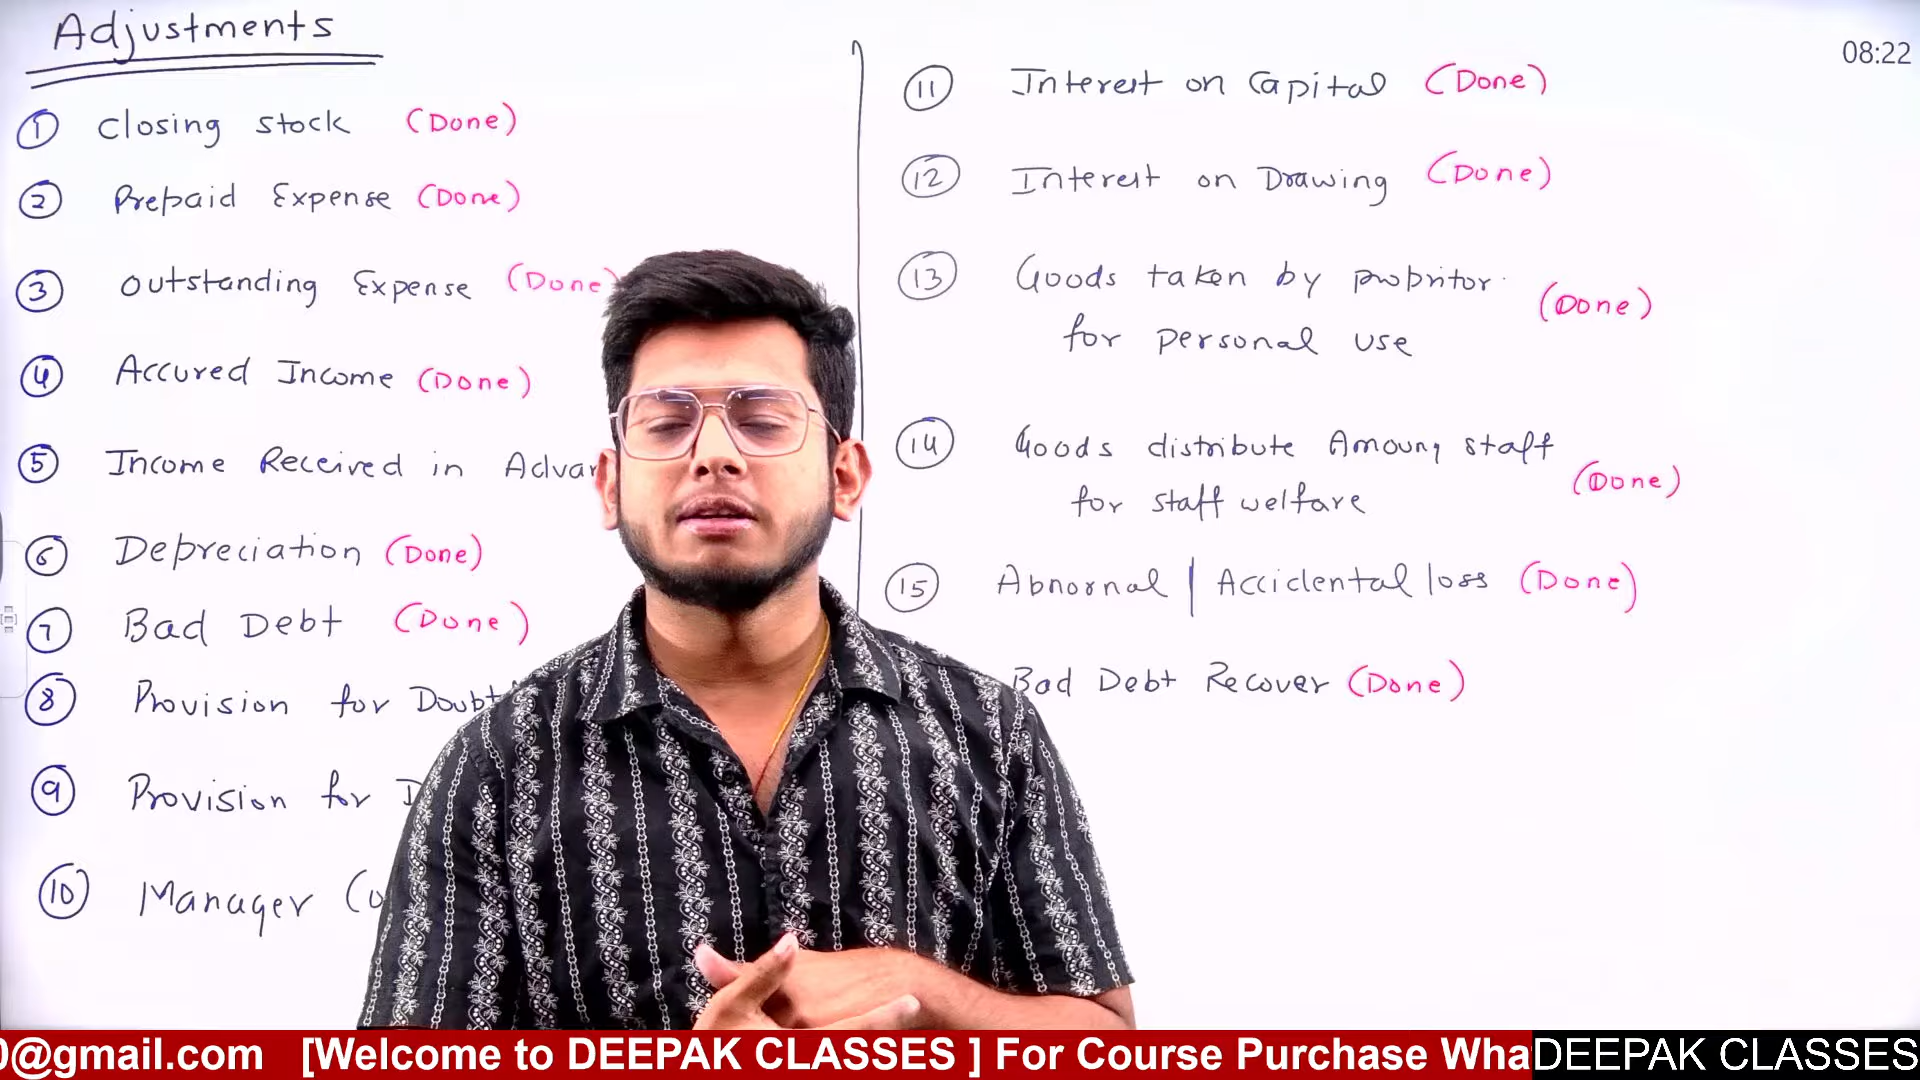 Adjustments
08:22
① Closing stock (Done)
② Prepaid Expense (Done)
③ Outstanding Expense (Done)
④ Accured Income (Done)
⑤ Income Received in
⑥ Depreciation (Done)
⑦ Bad Debt (Done)
⑧ Provision for
⑨ Provision for
⑩ Manager
⑪ Interest on Capital (Done)
⑫ Interest on Drawing (Done)
⑬ Goods taken by propritor
for personal use (Done)
⑭ Goods distribute Amoung staff
for staff welfare (Done)
⑮ Abnornal | Accidental loss (Done)
Bad Debt Recover (Done)
@gmail.com [Welcome to DEEPAK CLASSES ] For Course Purchase
DEEPAK CLASSES